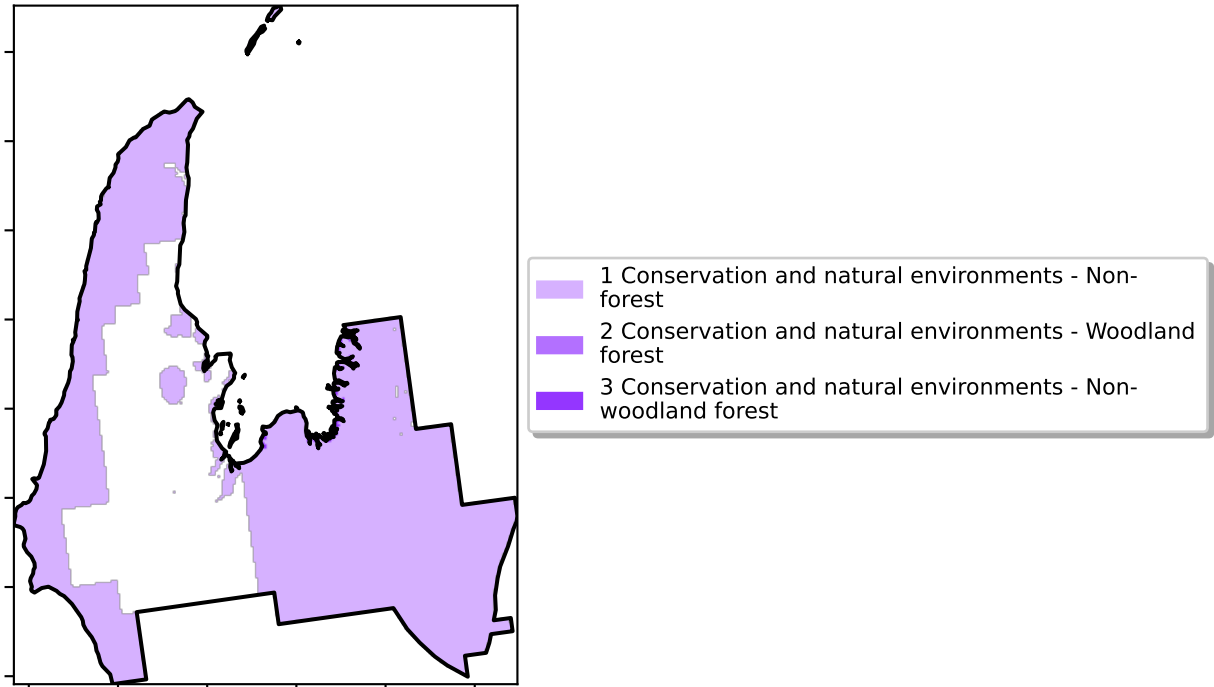 1 Conservation and natural environments - Non-
forest
2 Conservation and natural environments - Woodland
forest
3 Conservation and natural environments - Non-
woodland forest